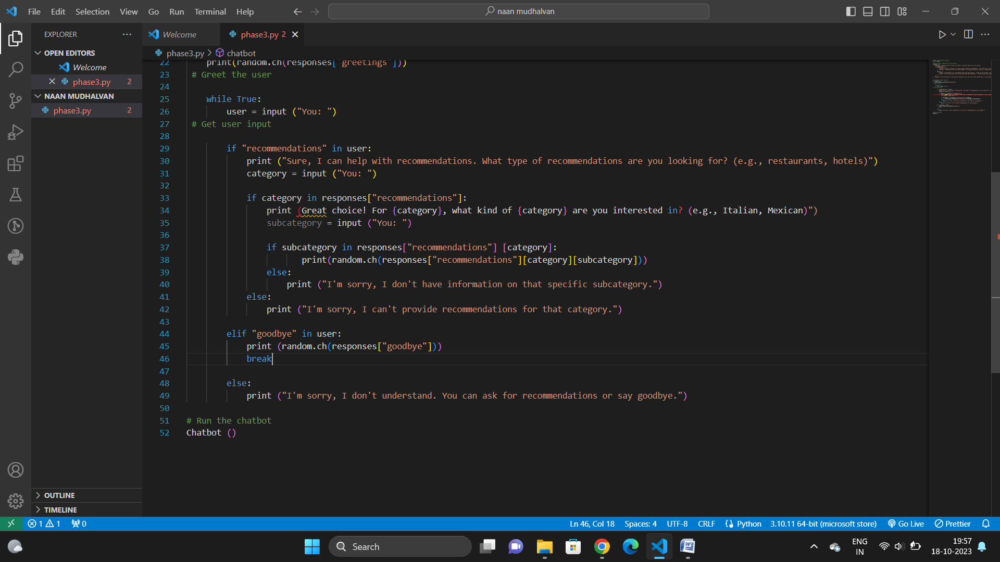 File Edit Selection View Go Run Terminal Help
naan mudhalvan
EXPLORER
OPEN EDITORS
Welcome
phase3.py 2
NAAN MUDHALVAN
phase3.py 2
OUTLINE
TIMELINE
Welcome
phase3.py 2
phase3.py > chatbot
22 print(random.ch(responses["greetings"]))
23 # Greet the user
24
25 while True:
26 user = input ("You: ")
27 # Get user input
28
29 if "recommendations" in user:
30 print ("Sure, I can help with recommendations. What type of recommendations are you looking for? (e.g., restaurants, hotels)")
31 category = input ("You: ")
32
33 if category in responses["recommendations"]:
34 print (Great choice! For {category}, what kind of {category} are you interested in? (e.g., Italian, Mexican)")
35 subcategory = input ("You: ")
36
37 if subcategory in responses["recommendations"] [category]:
38 print(random.ch(responses["recommendations"][category][subcategory]))
39 else:
40 print ("I'm sorry, I don't have information on that specific subcategory.")
41 else:
42 print ("I'm sorry, I can't provide recommendations for that category.")
43
44 elif "goodbye" in user:
45 print (random.ch(responses["goodbye"]))
46 break
47
48 else:
49 print ("I'm sorry, I don't understand. You can ask for recommendations or say goodbye.")
50
51 # Run the chatbot
52 Chatbot ()
1 1 0
Ln 46, Col 18 Spaces: 4 UTF-8 CRLF Python 3.10.11 64-bit (microsoft store) Go Live Prettier
Search
ENG
IN
19:57
18-10-2023